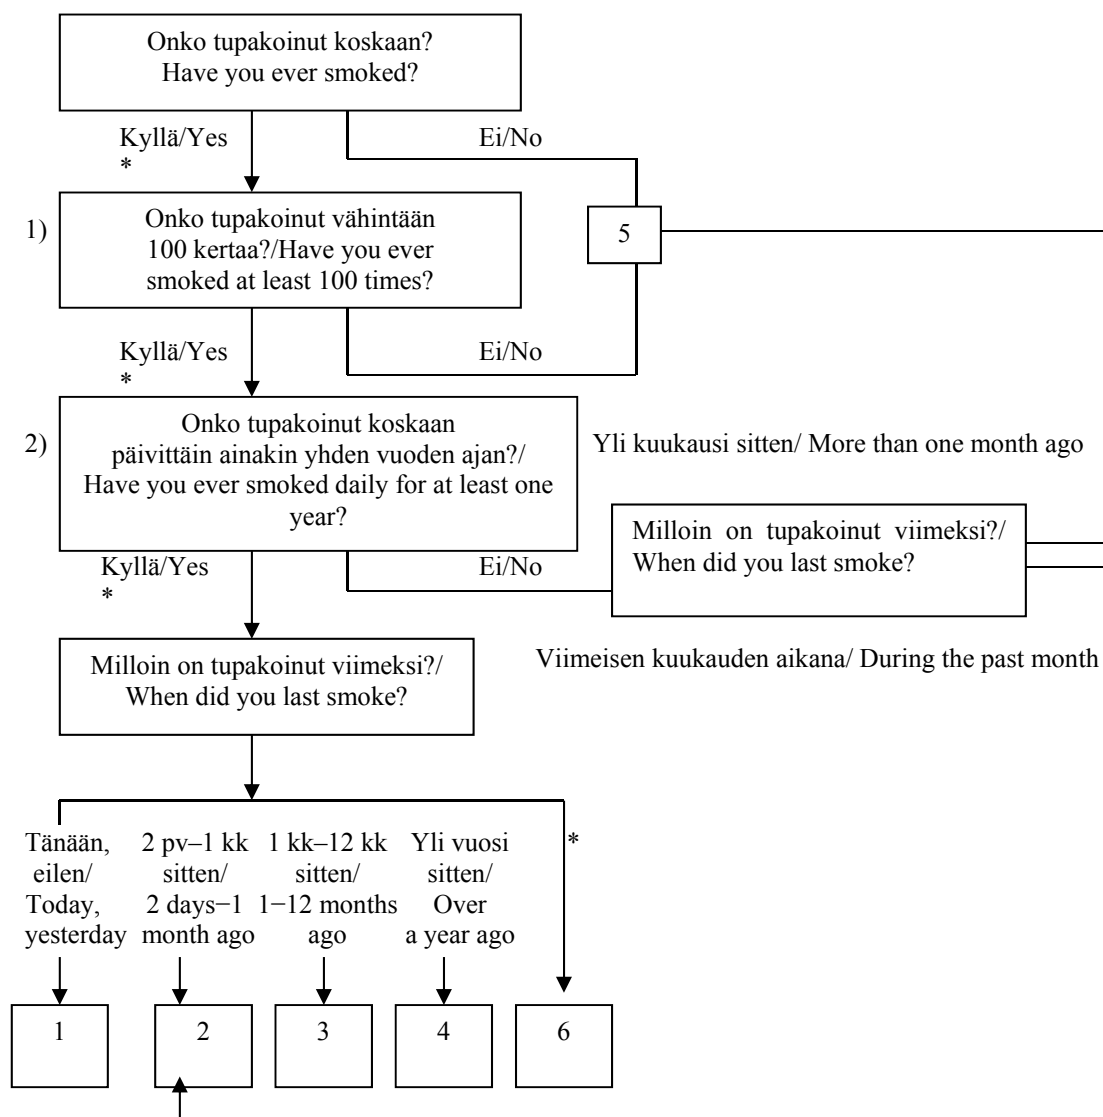 Onko tupakoinut koskaan?
Have you ever smoked?
Kyllä/Yes
*
Ei/No
1)
Onko tupakoinut vähintään
100 kertaa?/Have you ever
smoked at least 100 times?
5
Kyllä/Yes
*
Ei/No
2)
Onko tupakoinut koskaan
päivittäin ainakin yhden vuoden ajan?/
Have you ever smoked daily for at least one
year?
Yli kuukausi sitten/ More than one month ago
Milloin on tupakoinut viimeksi?/
When did you last smoke?
Kyllä/Yes
*
Ei/No
Viimeisen kuukauden aikana/ During the past month
Milloin on tupakoinut viimeksi?/
When did you last smoke?
Tänään,
eilen/
Today,
yesterday
2 pv–1 kk
sitten/
2 days−1
month ago
1 kk–12 kk
sitten/
1−12 months
ago
Yli vuosi
sitten/
Over
a year ago
*
1
2
3
4
6